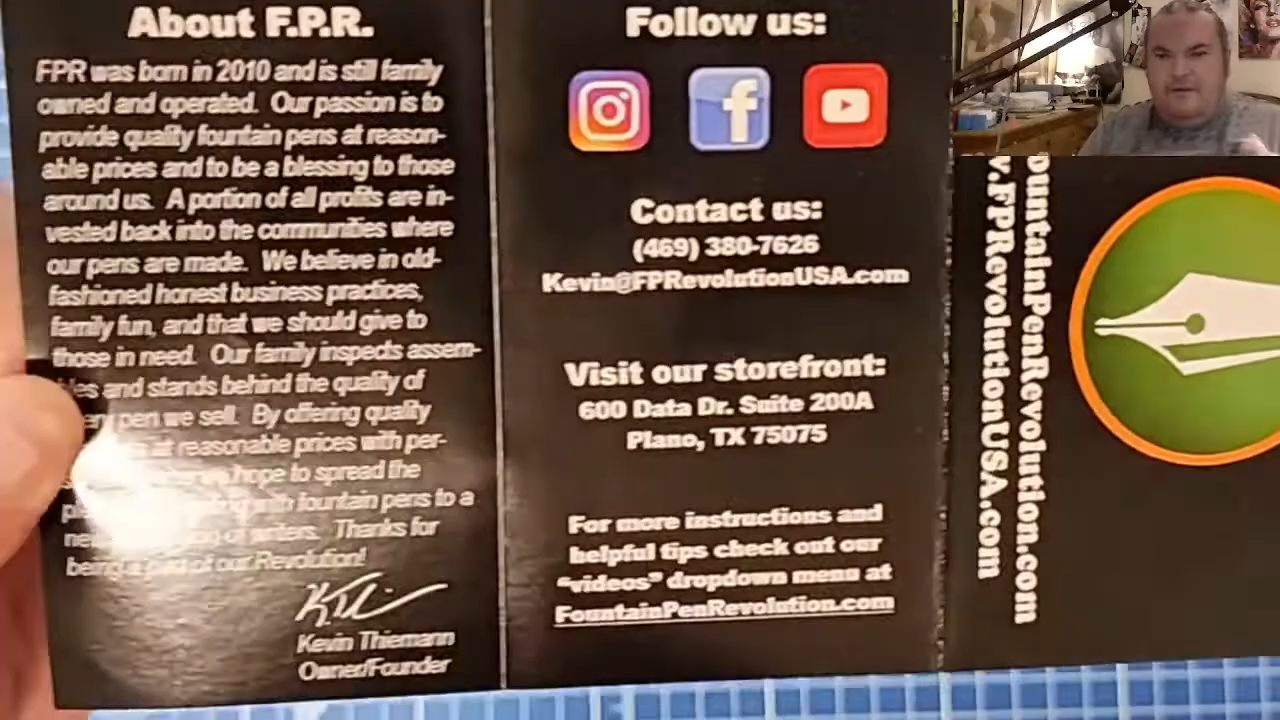 About F.P.R.
FPR was born in 2010 and is still family
owned and operated. Our passion is to
provide quality fountain pens at reason-
able prices and to be a blessing to those
around us. A portion of all profits are in-
vested back into the communities where
our pens are made. We believe in old-
fashioned honest business practices,
family fun, and that we should give to
those in need. Our family inspects assem-
and stands behind the quality of
pen we sell. By offering quality
at reasonable prices with per-
hope to spread the
with fountain pens to a
of writers. Thanks for
being a part of our Revolution!
Kevin Thiemann
Owner/Founder
Follow us:
Contact us:
(469) 380-7626
Kevin@FPRevolutionUSA.com
Visit our storefront:
600 Data Dr. Suite 200A
Plano, TX 75075
For more instructions and
helpful tips check out our
"videos" dropdown menu at
FountainPenRevolution.com
ountainPenRevolution.com
v.FPRevolutionUSA.com